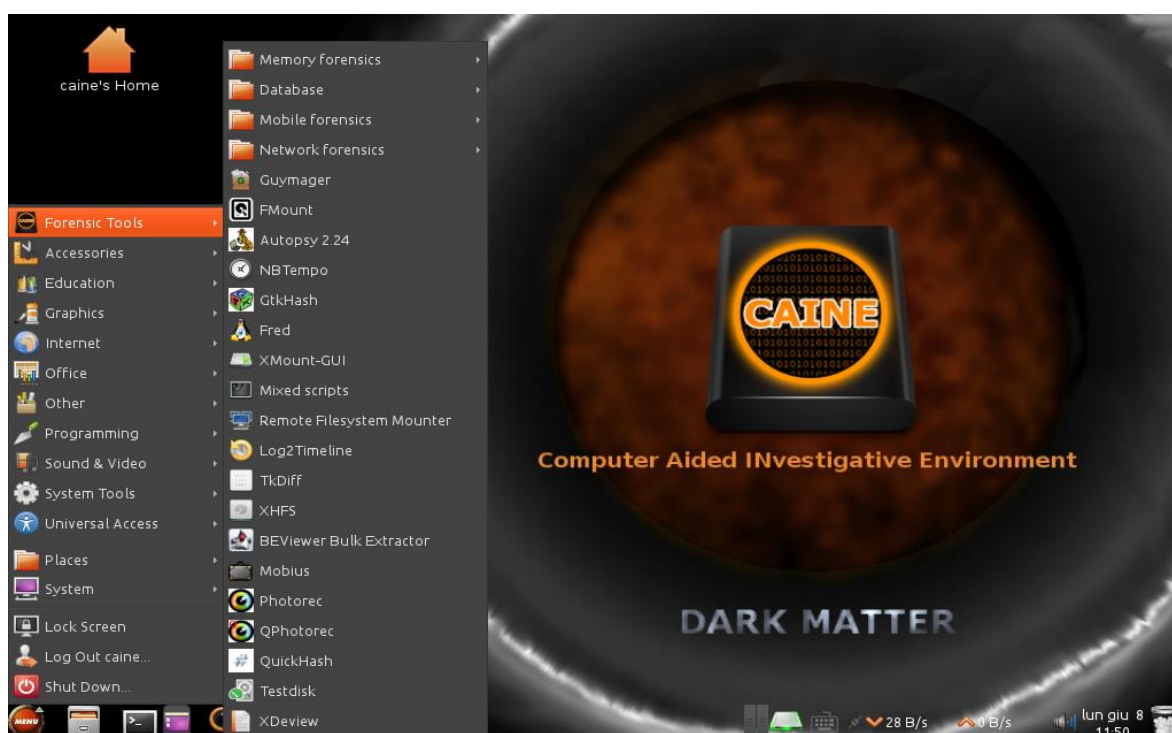 caine's Home
Forensic Tools
Accessories
Education
Graphics
Internet
Office
Other
Programming
Sound & Video
System Tools
Universal Access
Places
System
Lock Screen
Log Out caine...
Shut Down...
Memory forensics
Database
Mobile forensics
Network forensics
Guymager
FMount
Autopsy 2.24
NBTempo
GtkHash
Fred
XMount-GUI
Mixed scripts
Remote Filesystem Mounter
Log2Timeline
TkDiff
XHFS
BEViewer Bulk Extractor
Mobius
Photorec
QPhotorec
QuickHash
Testdisk
XDeview
CAINE
Computer Aided INvestigative Environment
DARK MATTER
MENU
28 B/s
0 B/s
lun giu 8
11:50